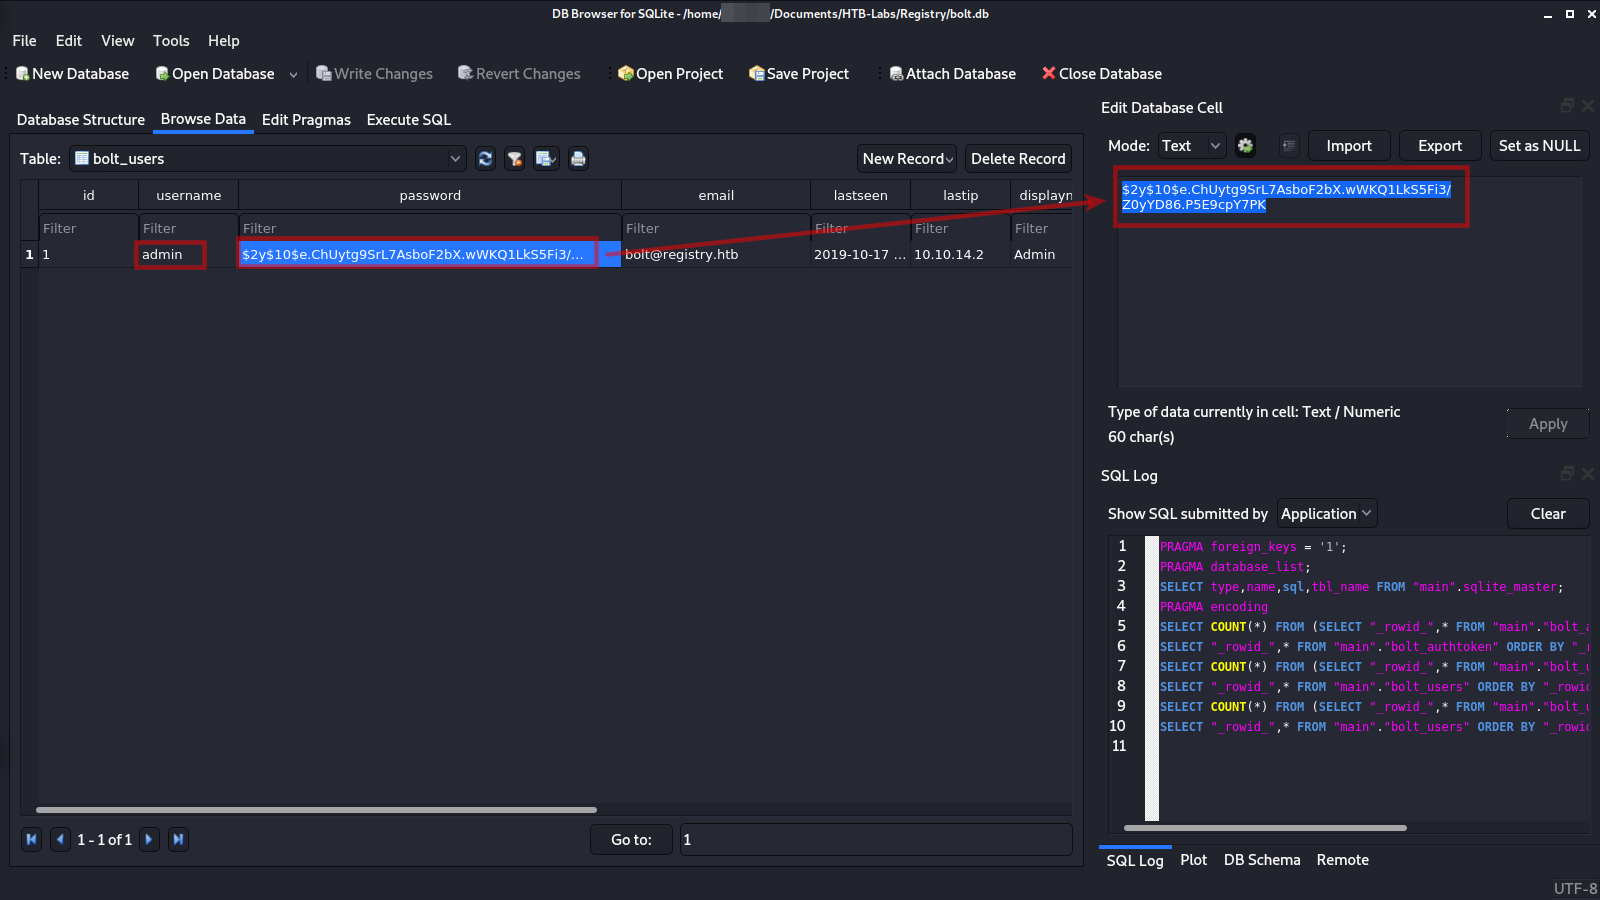 DB Browser for SQLite - /home/ /Documents/HTB-Labs/Registry/bolt.db
File Edit View Tools Help
New Database Open Database Write Changes Revert Changes Open Project Save Project Attach Database Close Database
Database Structure Browse Data Edit Pragmas Execute SQL
Table: bolt_users New Record Delete Record
id username password email lastseen lastip displayn
Filter Filter Filter Filter Filter Filter Filter
1 1 admin $2y$10$e.ChUytg9SrL7AsboF2bX.wWKQ1LkS5Fi3/... bolt@registry.htb 2019-10-17 ... 10.10.14.2 Admin
1 - 1 of 1 Go to: 1
Edit Database Cell
Mode: Text Import Export Set as NULL
$2y$10$e.ChUytg9SrL7AsboF2bX.wWKQ1LkS5Fi3/
Z0yYD86.P5E9cpY7PK
Type of data currently in cell: Text / Numeric
60 char(s)
Apply
SQL Log
Show SQL submitted by Application Clear
1 PRAGMA foreign_keys = '1';
2 PRAGMA database_list;
3 SELECT type,name,sql,tbl_name FROM "main".sqlite_master;
4 PRAGMA encoding
5 SELECT COUNT(*) FROM (SELECT "_rowid_",* FROM "main"."bolt_a
6 SELECT "_rowid_",* FROM "main"."bolt_authtoken" ORDER BY "_r
7 SELECT COUNT(*) FROM (SELECT "_rowid_",* FROM "main"."bolt_u
8 SELECT "_rowid_",* FROM "main"."bolt_users" ORDER BY "_rowid
9 SELECT COUNT(*) FROM (SELECT "_rowid_",* FROM "main"."bolt_u
10 SELECT "_rowid_",* FROM "main"."bolt_users" ORDER BY "_rowid
11
SQL Log Plot DB Schema Remote
UTF-8